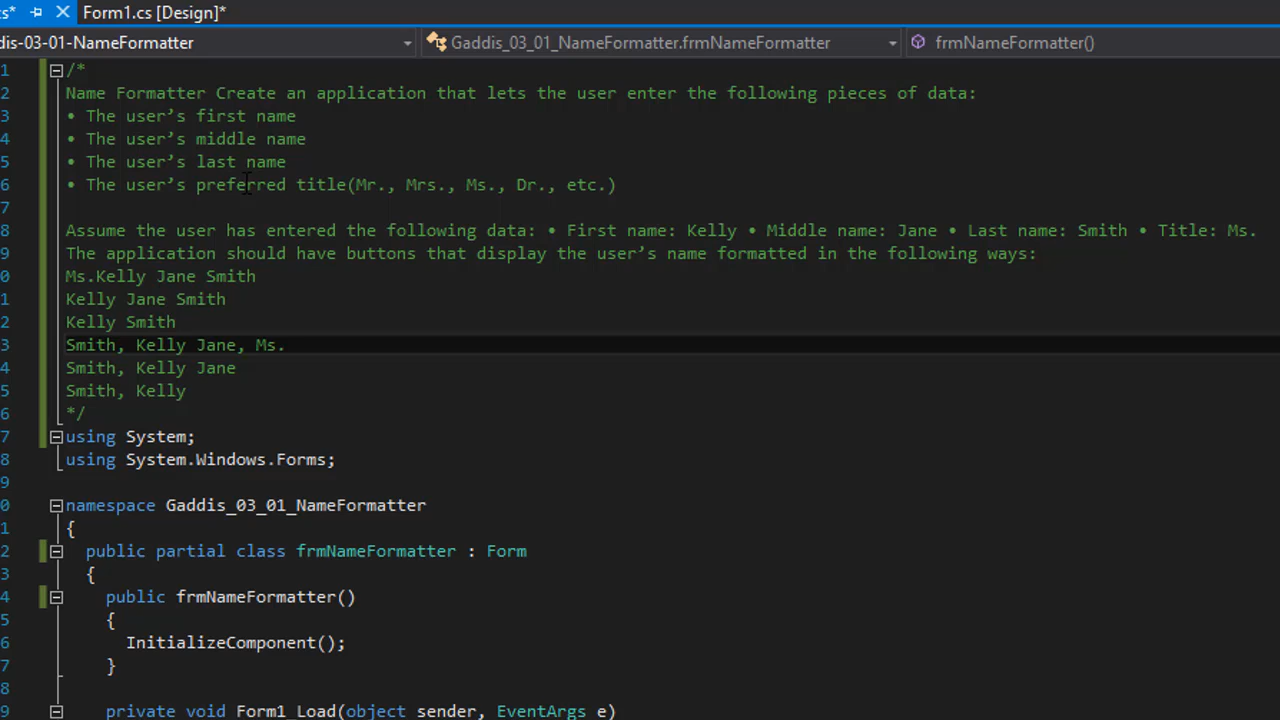 cs* Form1.cs [Design]*
dis-03-01-NameFormatter Gaddis_03_01_NameFormatter.frmNameFormatter frmNameFormatter()
1 /*
2 Name Formatter Create an application that lets the user enter the following pieces of data:
3 • The user’s first name
4 • The user’s middle name
5 • The user’s last name
6 • The user’s preferred title(Mr., Mrs., Ms., Dr., etc.)
7
8 Assume the user has entered the following data: • First name: Kelly • Middle name: Jane • Last name: Smith • Title: Ms.
9 The application should have buttons that display the user’s name formatted in the following ways:
0 Ms.Kelly Jane Smith
1 Kelly Jane Smith
2 Kelly Smith
3 Smith, Kelly Jane, Ms.
4 Smith, Kelly Jane
5 Smith, Kelly
6 */
7 using System;
8 using System.Windows.Forms;
9
0 namespace Gaddis_03_01_NameFormatter
1 {
2 public partial class frmNameFormatter : Form
3 {
4 public frmNameFormatter()
5 {
6 InitializeComponent();
7 }
8
9 private void Form1_Load(object sender, EventArgs e)